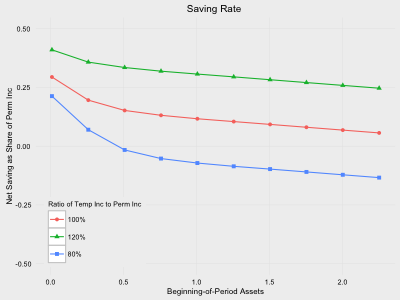 Saving Rate
Net Saving as Share of Perm Inc
0.50
0.25
0.00
-0.25
-0.50
Ratio of Temp Inc to Perm Inc
100%
120%
80%
0.0 0.5 1.0 1.5 2.0
Beginning-of-Period Assets